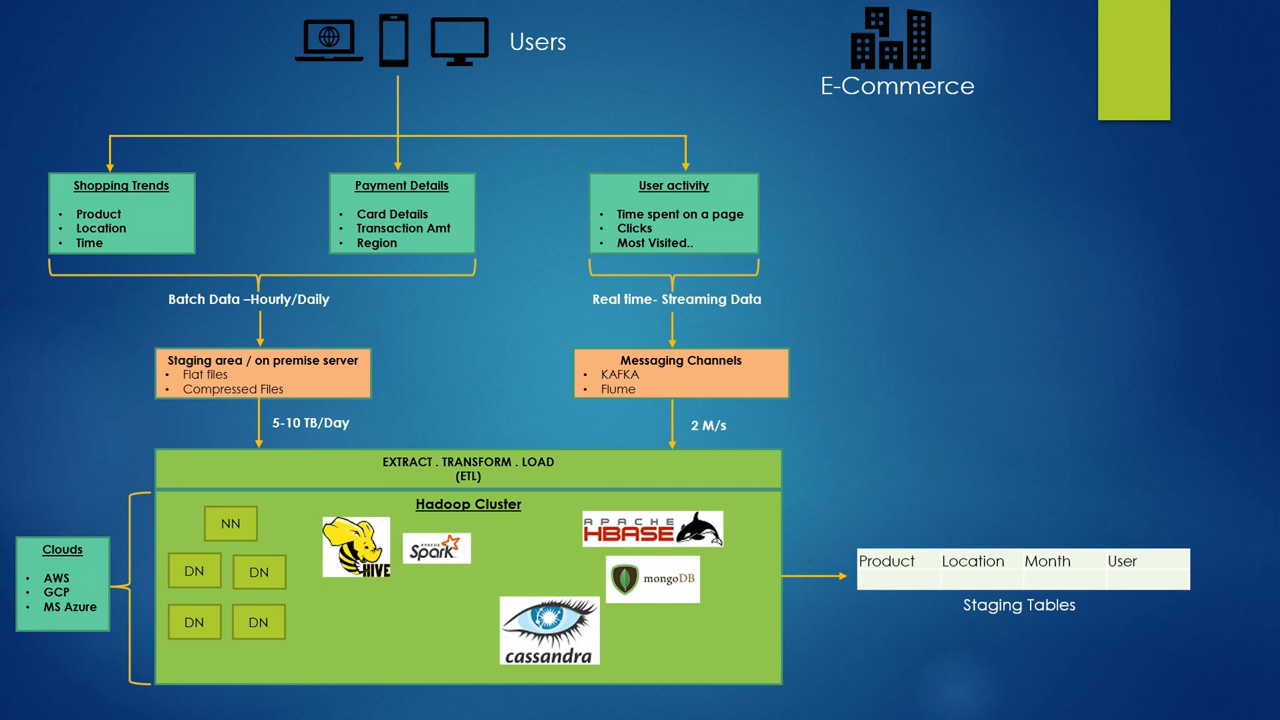 Users
E-Commerce
Shopping Trends
• Product
• Location
• Time
Payment Details
• Card Details
• Transaction Amt
• Region
User activity
• Time spent on a page
• Clicks
• Most Visited..
Batch Data –Hourly/Daily
Real time- Streaming Data
Staging area / on premise server
• Flat files
• Compressed Files
Messaging Channels
• KAFKA
• Flume
5-10 TB/Day
2 M/s
EXTRACT . TRANSFORM . LOAD
(ETL)
Hadoop Cluster
NN
DN
DN
DN
DN
HIVE
APACHE
Spark
APACHE
HBASE
mongoDB
cassandra
Clouds
• AWS
• GCP
• MS Azure
Product Location Month User
Staging Tables